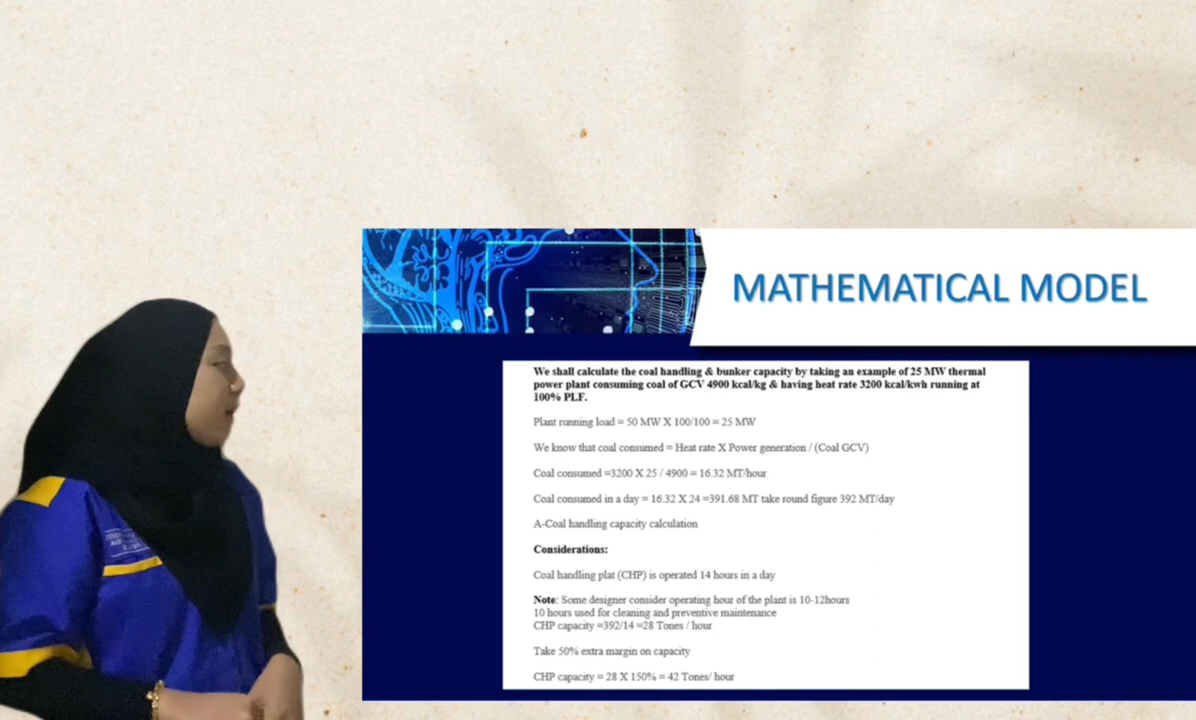 MATHEMATICAL MODEL
We shall calculate the coal handling & bunker capacity by taking an example of 25 MW thermal
power plant consuming coal of GCV 4900 kcal/kg & having heat rate 3200 kcal/kwh running at
100% PLF.
Plant running load = 50 MW X 100/100 = 25 MW
We know that coal consumed = Heat rate X Power generation / (Coal GCV)
Coal consumed =3200 X 25 / 4900 = 16.32 MT/hour
Coal consumed in a day = 16.32 X 24 =391.68 MT take round figure 392 MT/day
A-Coal handling capacity calculation
Considerations:
Coal handling plat (CHP) is operated 14 hours in a day
Note: Some designer consider operating hour of the plant is 10-12hours
10 hours used for cleaning and preventive maintenance
CHP capacity =392/14 =28 Tones / hour
Take 50% extra margin on capacity
CHP capacity = 28 X 150% = 42 Tones/ hour